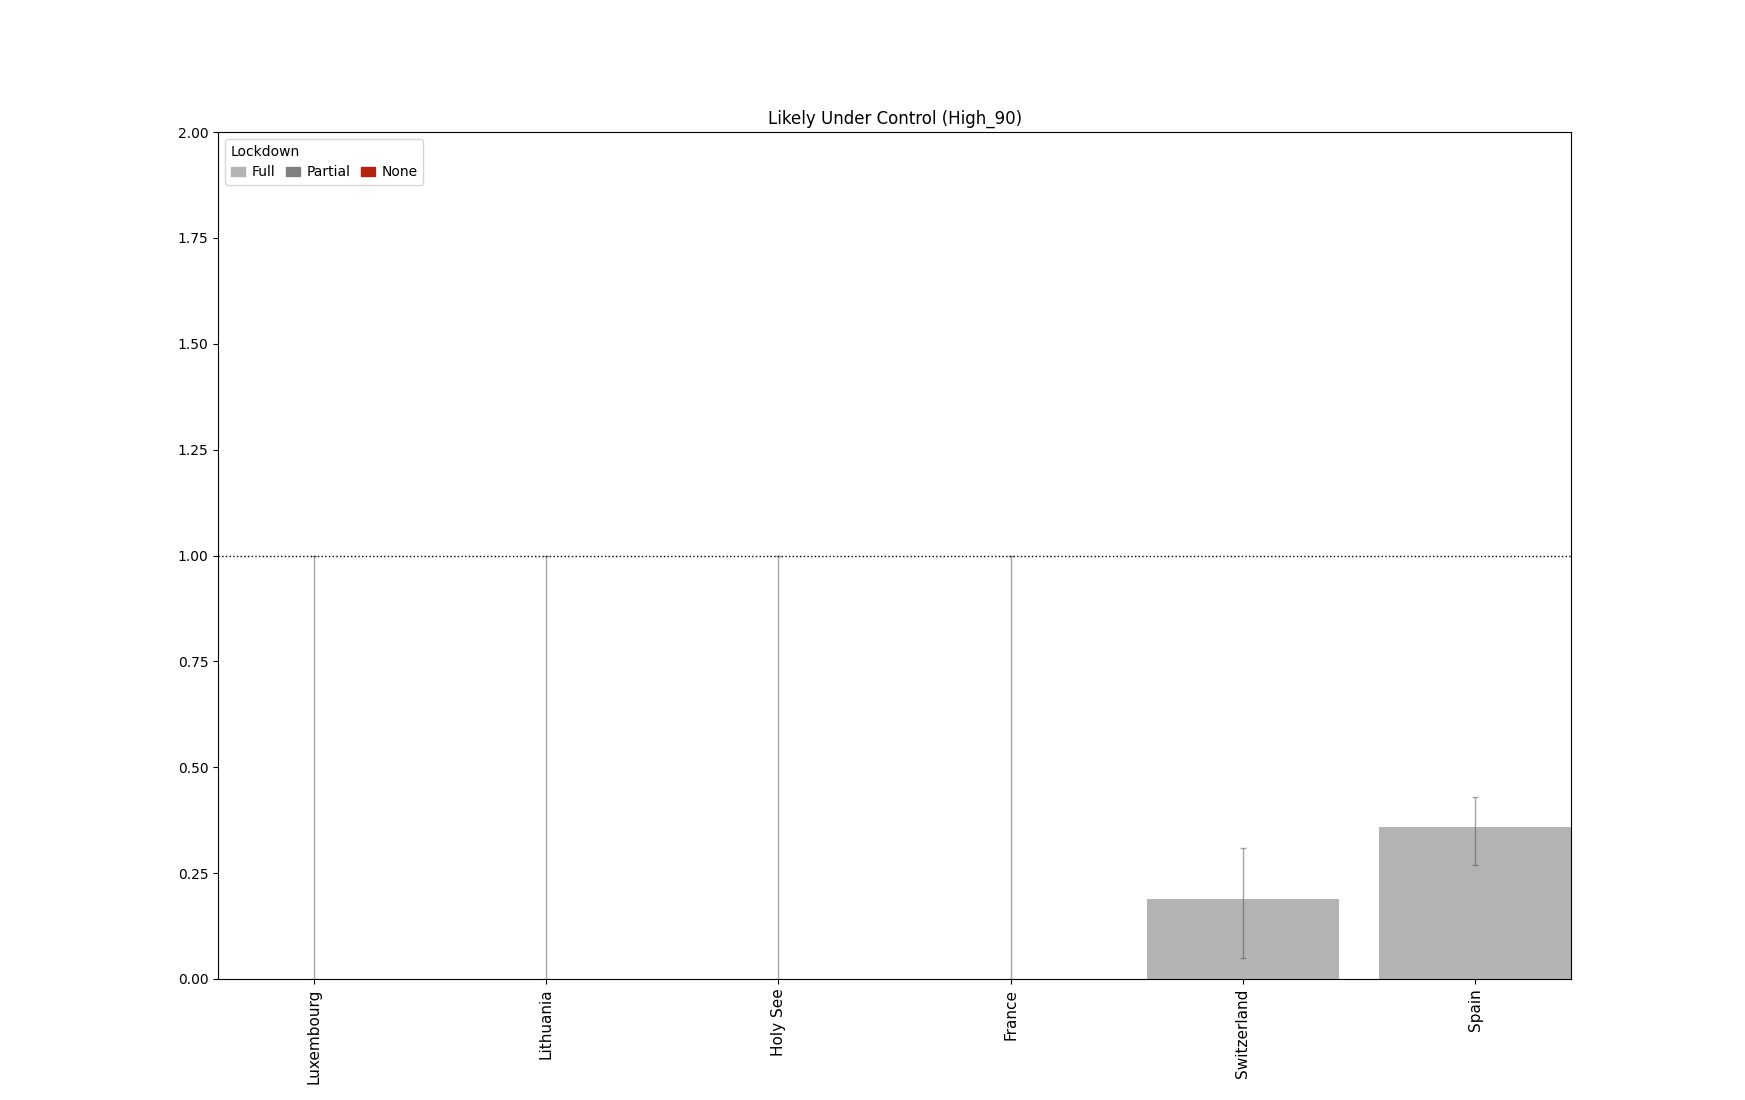 Likely Under Control (High_90)
2.00
Lockdown
Full Partial None
1.75
1.50
1.25
1.00
0.75
0.50
0.25
0.00
Luxembourg
Lithuania
Holy See
France
Switzerland
Spain